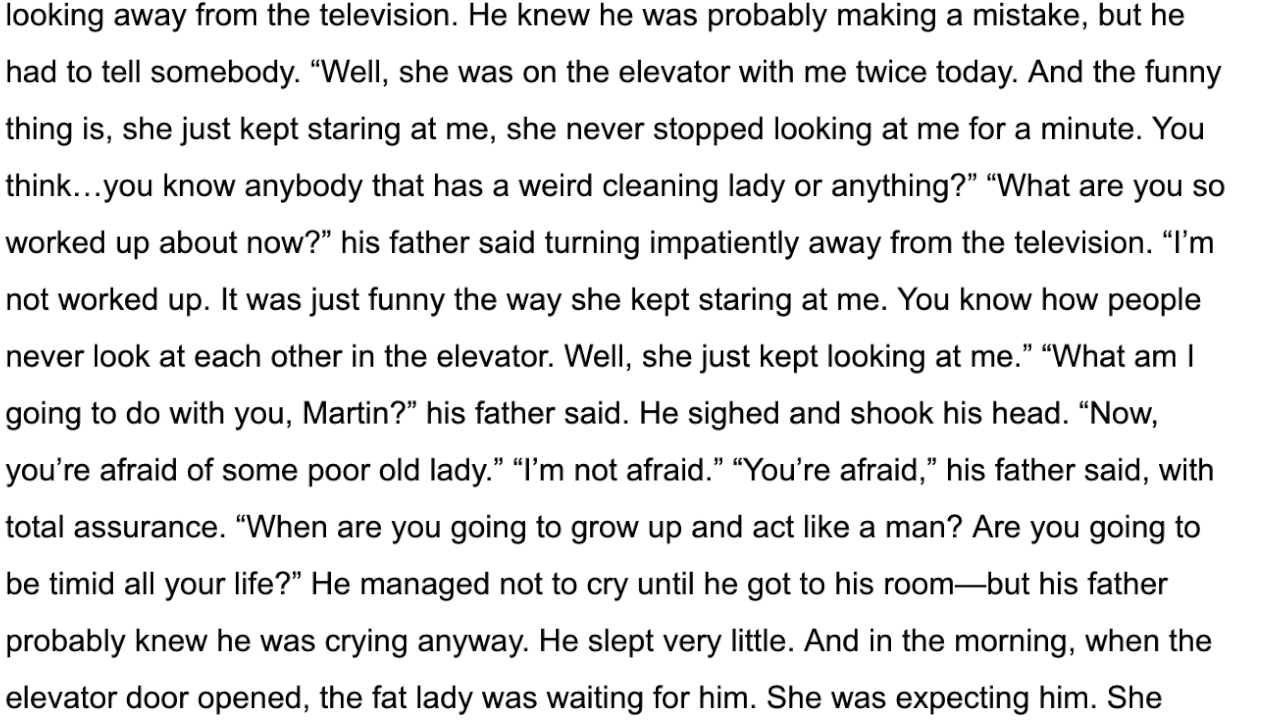 looking away from the television. He knew he was probably making a mistake, but he
had to tell somebody. “Well, she was on the elevator with me twice today. And the funny
thing is, she just kept staring at me, she never stopped looking at me for a minute. You
think…you know anybody that has a weird cleaning lady or anything?” “What are you so
worked up about now?” his father said turning impatiently away from the television. “I’m
not worked up. It was just funny the way she kept staring at me. You know how people
never look at each other in the elevator. Well, she just kept looking at me.” “What am I
going to do with you, Martin?” his father said. He sighed and shook his head. “Now,
you’re afraid of some poor old lady.” “I’m not afraid.” “You’re afraid,” his father said, with
total assurance. “When are you going to grow up and act like a man? Are you going to
be timid all your life?” He managed not to cry until he got to his room—but his father
probably knew he was crying anyway. He slept very little. And in the morning, when the
elevator door opened, the fat lady was waiting for him. She was expecting him. She